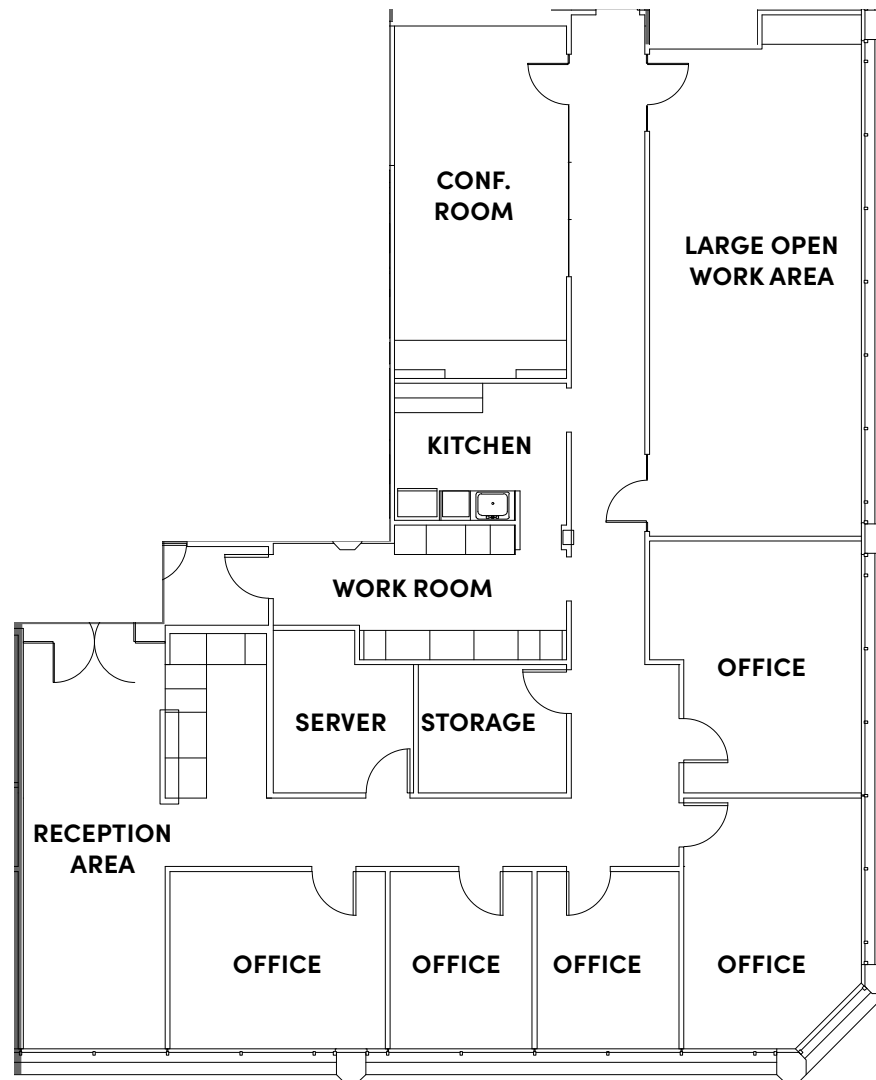 CONF.
ROOM
LARGE OPEN
WORK AREA
KITCHEN
WORK ROOM
OFFICE
SERVER
STORAGE
RECEPTION
AREA
OFFICE
OFFICE
OFFICE
OFFICE